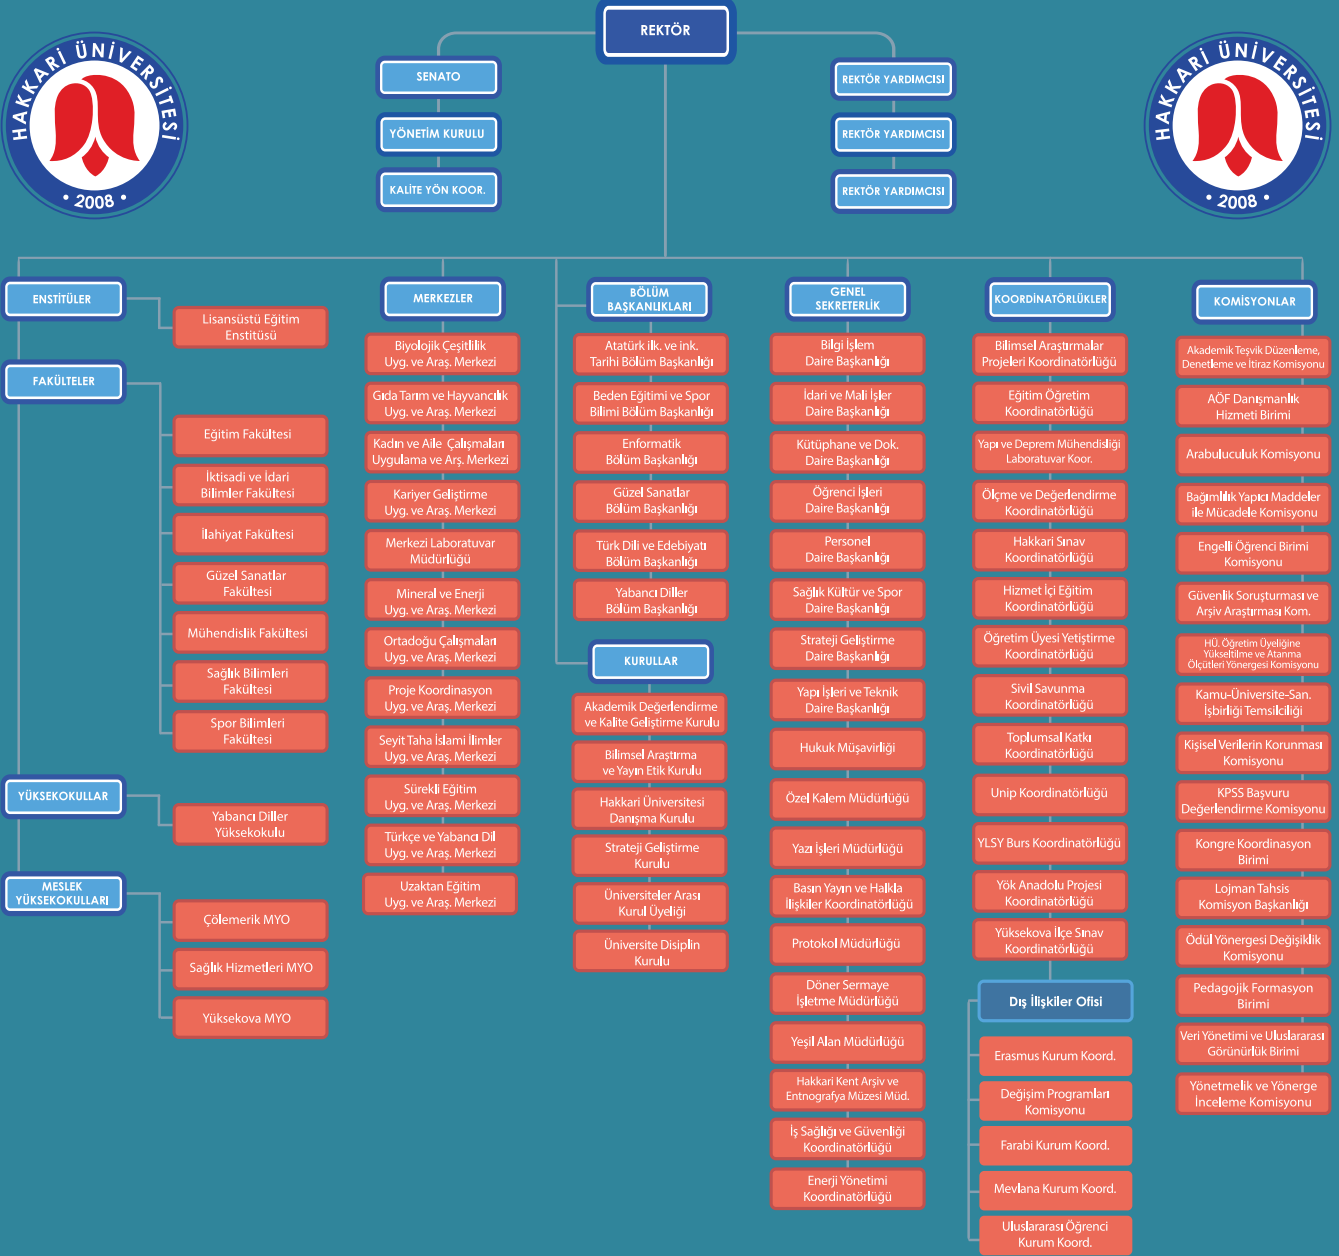 REKTÖR
HAKKARİ ÜNİVERSİTESİ
• 2008 •
SENATO
YÖNETİM KURULU
KALİTE YÖN KOOR.
REKTÖR YARDIMCISI
REKTÖR YARDIMCISI
REKTÖR YARDIMCISI
HAKKARİ ÜNİVERSİTESİ
• 2008 •
ENSTİTÜLER
Lisansüstü Eğitim
Enstitüsü
FAKÜLTELER
Eğitim Fakültesi
İktisadi ve İdari
Bilimler Fakültesi
İlahiyat Fakültesi
Güzel Sanatlar
Fakültesi
Mühendislik Fakültesi
Sağlık Bilimleri
Fakültesi
Spor Bilimleri
Fakültesi
YÜKSEKOKULLAR
Yabancı Diller
Yüksekokulu
MESLEK
YÜKSEKOKULLARI
Çölemerik MYO
Sağlık Hizmetleri MYO
Yüksekova MYO
MERKEZLER
Biyolojik Çeşitlilik
Uyg. ve Araş. Merkezi
Gıda Tarım ve Hayvancılık
Uyg. ve Araş. Merkezi
Kadın ve Aile Çalışmaları
Uygulama ve Arş. Merkezi
Kariyer Geliştirme
Uyg. ve Araş. Merkezi
Merkezi Laboratuvar
Müdürlüğü
Mineral ve Enerji
Uyg. ve Araş. Merkezi
Ortadoğu Çalışmaları
Uyg. ve Araş. Merkezi
Proje Koordinasyon
Uyg. ve Araş. Merkezi
Seyit Taha İslami İlimler
Uyg. ve Araş. Merkezi
Sürekli Eğitim
Uyg. ve Araş. Merkezi
Türkçe ve Yabancı Dil
Uyg. ve Araş. Merkezi
Uzaktan Eğitim
Uyg. ve Araş. Merkezi
BÖLÜM
BAŞKANLIKLARI
Atatürk ilk. ve ink.
Tarihi Bölüm Başkanlığı
Beden Eğitimi ve Spor
Bilimi Bölüm Başkanlığı
Enformatik
Bölüm Başkanlığı
Güzel Sanatlar
Bölüm Başkanlığı
Türk Dili ve Edebiyatı
Bölüm Başkanlığı
Yabancı Diller
Bölüm Başkanlığı
KURULLAR
Akademik Değerlendirme
ve Kalite Geliştirme Kurulu
Bilimsel Araştırma
ve Yayın Etik Kurulu
Hakkari Üniversitesi
Danışma Kurulu
Strateji Geliştirme
Kurulu
Üniversiteler Arası
Kurul Üyeliği
Üniversite Disiplin
Kurulu
GENEL
SEKRETERLİK
Bilgi İşlem
Daire Başkanlığı
İdari ve Mali İşler
Daire Başkanlığı
Kütüphane ve Dok.
Daire Başkanlığı
Öğrenci İşleri
Daire Başkanlığı
Personel
Daire Başkanlığı
Sağlık Kültür ve Spor
Daire Başkanlığı
Strateji Geliştirme
Daire Başkanlığı
Yapı İşleri ve Teknik
Daire Başkanlığı
Hukuk Müşavirliği
Özel Kalem Müdürlüğü
Yazı İşleri Müdürlüğü
Basın Yayın ve Halkla
İlişkiler Koordinatörlüğü
Protokol Müdürlüğü
Döner Sermaye
İşletme Müdürlüğü
Yeşil Alan Müdürlüğü
Hakkari Kent Arşiv ve
Entnografya Müzesi Müd.
İş Sağlığı ve Güvenliği
Koordinatörlüğü
Enerji Yönetimi
Koordinatörlüğü
KOORDİNATÖRLÜKLER
Bilimsel Araştırmalar
Projeleri Koordinatörlüğü
Eğitim Öğretim
Koordinatörlüğü
Yapı ve Deprem Mühendisliği
Laboratuvar Koor.
Ölçme ve Değerlendirme
Koordinatörlüğü
Hakkari Sınav
Koordinatörlüğü
Hizmet İçi Eğitim
Koordinatörlüğü
Öğretim Üyesi Yetiştirme
Koordinatörlüğü
Sivil Savunma
Koordinatörlüğü
Toplumsal Katkı
Koordinatörlüğü
Unip Koordinatörlüğü
YLSY Burs Koordinatörlüğü
Yök Anadolu Projesi
Koordinatörlüğü
Yüksekova İlçe Sınav
Koordinatörlüğü
Dış İlişkiler Ofisi
Erasmus Kurum Koord.
Değişim Programları
Komisyonu
Farabi Kurum Koord.
Mevlana Kurum Koord.
Uluslararası Öğrenci
Kurum Koord.
KOMİSYONLAR
Akademik Teşvik Düzenleme,
Denetleme ve İtiraz Komisyonu
AÖF Danışmanlık
Hizmeti Birimi
Arabuluculuk Komisyonu
Bağımlılık Yapıcı Maddeler
ile Mücadele Komisyonu
Engelli Öğrenci Birimi
Komisyonu
Güvenlik Soruşturması ve
Arşiv Araştırması Kom.
HÜ. Öğretim Üyeliğine
Yükseltilme ve Atanma
Ölçütleri Yönergesi Komisyonu
Kamu-Üniversite-San.
İşbirliği Temsilciliği
Kişisel Verilerin Korunması
Komisyonu
KPSS Başvuru
Değerlendirme Komisyonu
Kongre Koordinasyon
Birimi
Lojman Tahsis
Komisyon Başkanlığı
Ödül Yönergesi Değişiklik
Komisyonu
Pedagojik Formasyon
Birimi
Veri Yönetimi ve Uluslararası
Görünürlük Birimi
Yönetmelik ve Yönerge
İnceleme Komisyonu